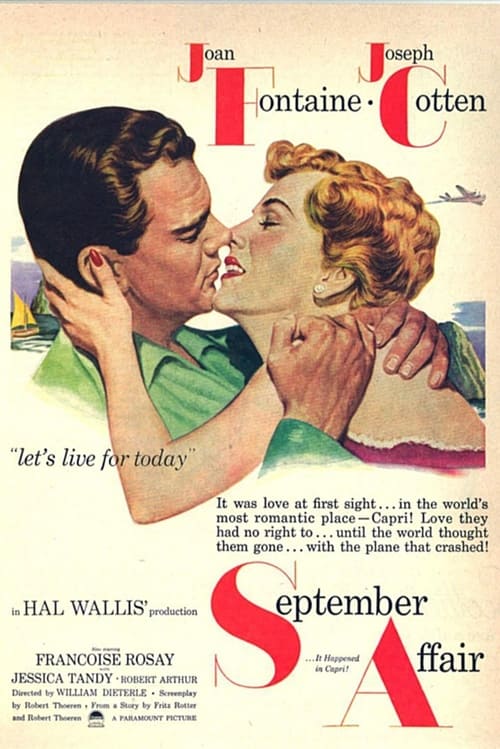 Joan Joseph
Fontaine · Cotten
"let's live for today"
It was love at first sight...in the world's
most romantic place—Capri! Love they
had no right to...until the world thought
them gone...with the plane that crashed!
in HAL WALLIS' production
September
Affair
...It Happened
in Capri!
Also starring
FRANCOISE ROSAY
with
JESSICA TANDY · ROBERT ARTHUR
Directed by WILLIAM DIETERLE · Screenplay
by Robert Thoeren · From a Story by Fritz Rotter
and Robert Thoeren
A PARAMOUNT PICTURE